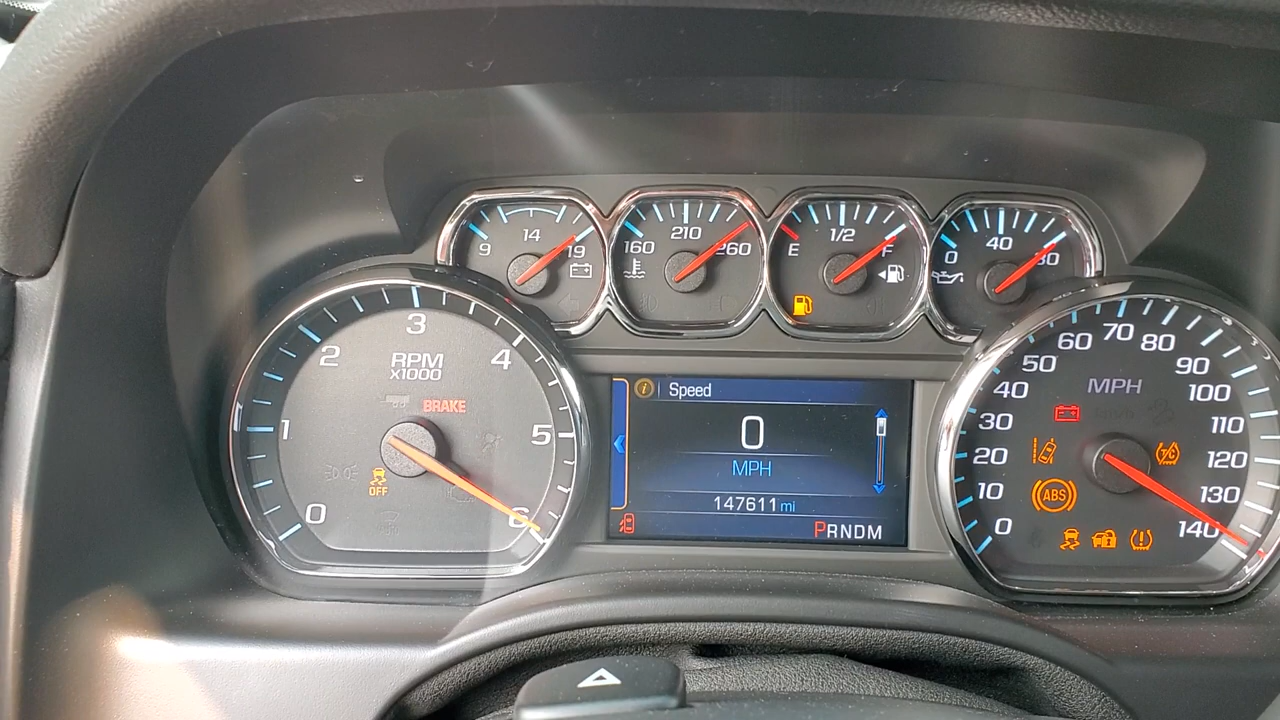 9 14 19
160 210 260
E 1/2 F
0 40 80
0 1 2 3 4 5 6
RPM
X1000
BRAKE
OFF
i Speed
0
MPH
147611 mi
PRNDM
0 10 20 30 40 50 60 70 80 90 100 110 120 130 140
MPH
T/C
ABS